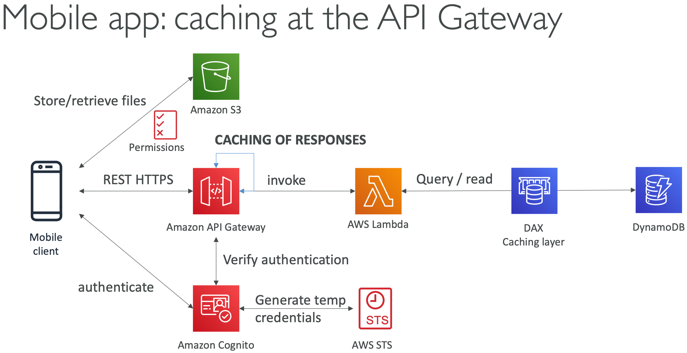 Mobile app: caching at the API Gateway
Amazon S3
Store/retrieve files
Permissions
CACHING OF RESPONSES
REST HTTPS
invoke
Query / read
Mobile
client
Amazon API Gateway
AWS Lambda
DAX
Caching layer
DynamoDB
Verify authentication
authenticate
Generate temp
credentials
STS
Amazon Cognito
AWS STS